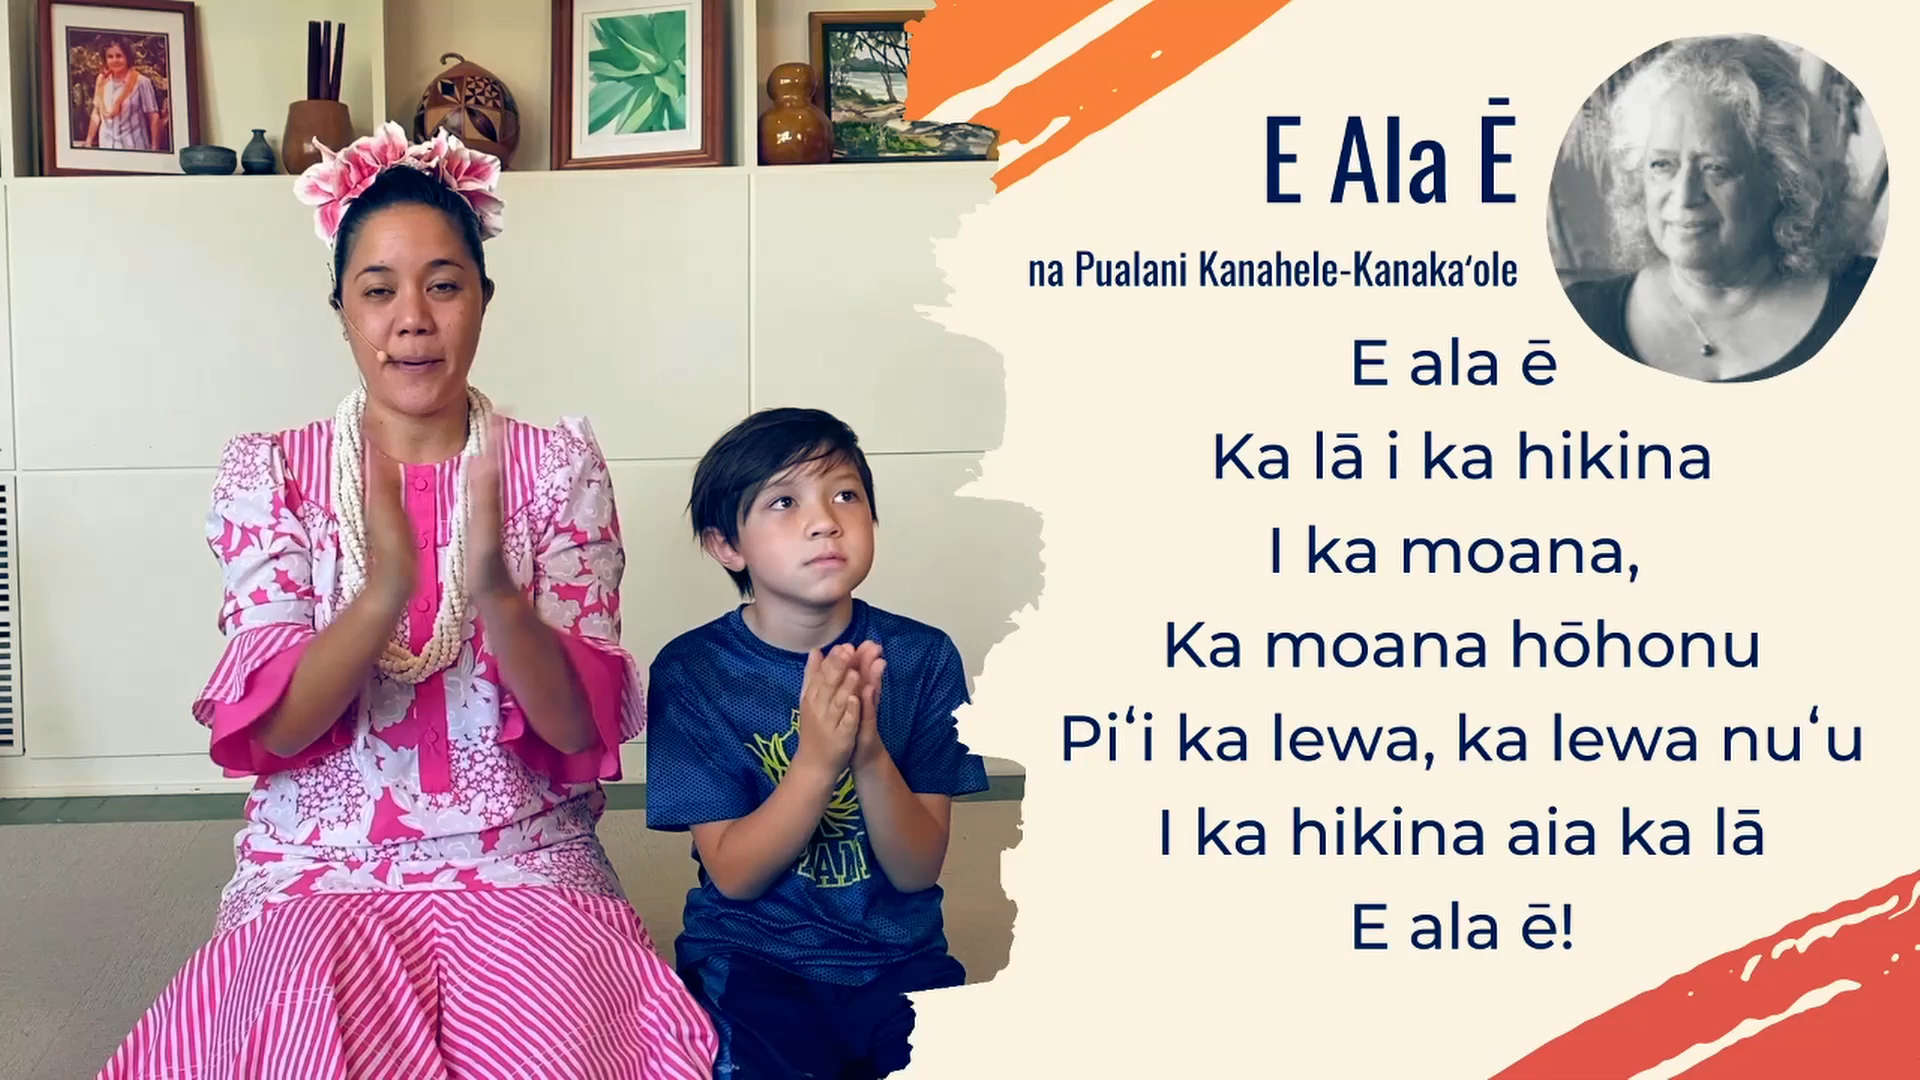 E Ala Ē
na Pualani Kanahele-Kanakaʻole
E ala ē
Ka lā i ka hikina
I ka moana,
Ka moana hōhonu
Piʻi ka lewa, ka lewa nuʻu
I ka hikina aia ka lā
E ala ē!